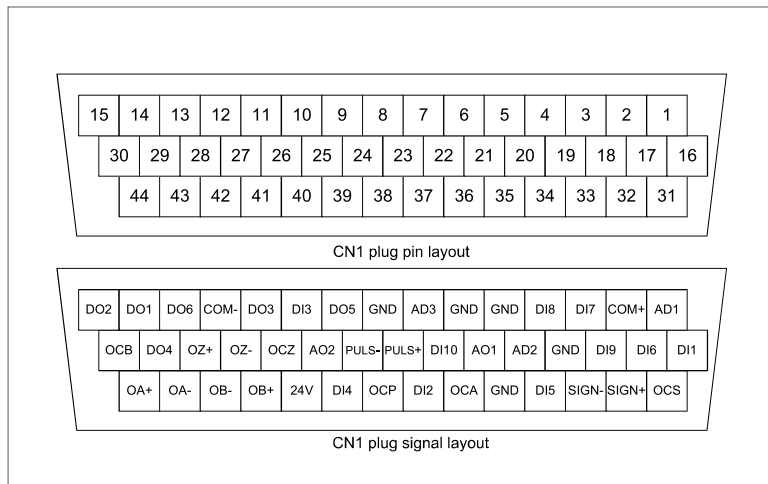 15 14 13 12 11 10 9 8 7 6 5 4 3 2 1
30 29 28 27 26 25 24 23 22 21 20 19 18 17 16
44 43 42 41 40 39 38 37 36 35 34 33 32 31
CN1 plug pin layout
DO2 DO1 DO6 COM- DO3 DI3 DO5 GND AD3 GND GND DI8 DI7 COM+ AD1
OCB DO4 OZ+ OZ- OCZ AO2 PULS- PULS+ DI10 AO1 AD2 GND DI9 DI6 DI1
OA+ OA- OB- OB+ 24V DI4 OCP DI2 OCA GND DI5 SIGN- SIGN+ OCS
CN1 plug signal layout